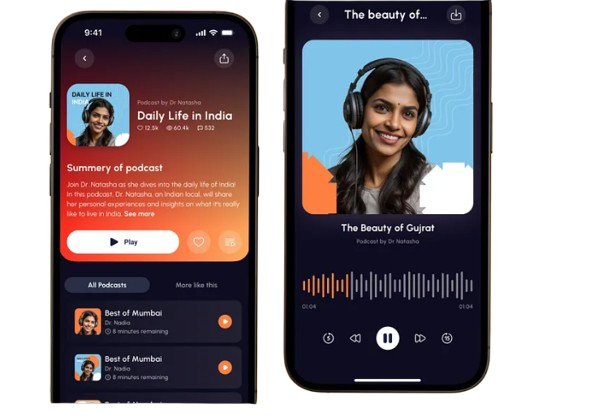 9:41
DAILY LIFE IN
INDIA
Podcast by Dr Natasha
Daily Life in India
12.5k 60.4k 532
Summery of podcast
Join Dr. Natasha as she dives into the daily life of India!
In this podcast, Dr. Natasha, an Indian local, will share
her personal experiences and insights on what it's really
like to live in India. See more
Play
All Podcasts More like this
Best of Mumbai
Dr. Nadia
8 minutes remaining
Best of Mumbai
Dr. Nadia
8 minutes remaining
The beauty of...
The Beauty of Gujrat
Podcast by Dr Natasha
01:04 01:04